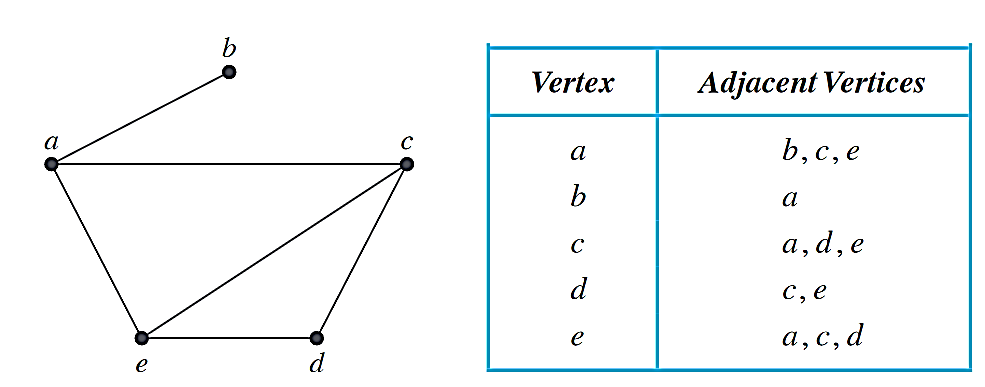 b
a
c
e
d
Vertex Adjacent Vertices
a b, c, e
b a
c a, d, e
d c, e
e a, c, d